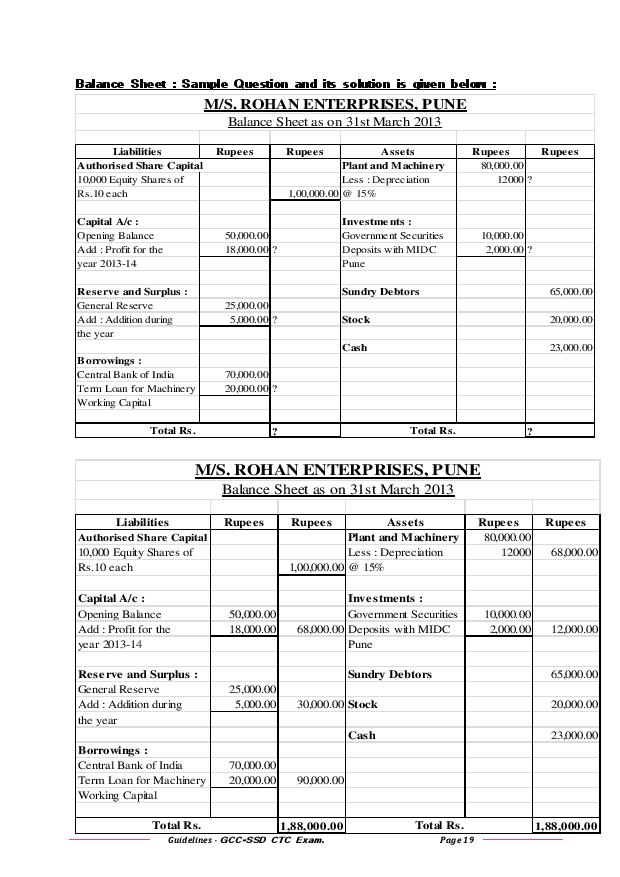 Balance Sheet : Sample Question and its solution is given below :
M/S. ROHAN ENTERPRISES, PUNE
Balance Sheet as on 31st March 2013
Liabilities Rupees Rupees Assets Rupees Rupees
Authorised Share Capital Plant and Machinery 80,000.00
10,000 Equity Shares of Less : Depreciation 12000 ?
Rs.10 each 1,00,000.00 @ 15%
Capital A/c : Investments :
Opening Balance 50,000.00 Government Securities 10,000.00
Add : Profit for the 18,000.00 ? Deposits with MIDC 2,000.00 ?
year 2013-14 Pune
Reserve and Surplus : Sundry Debtors 65,000.00
General Reserve 25,000.00
Add : Addition during 5,000.00 ? Stock 20,000.00
the year
Cash 23,000.00
Borrowings :
Central Bank of India 70,000.00
Term Loan for Machinery 20,000.00 ?
Working Capital
Total Rs. ? Total Rs. ?
M/S. ROHAN ENTERPRISES, PUNE
Balance Sheet as on 31st March 2013
Liabilities Rupees Rupees Assets Rupees Rupees
Authorised Share Capital Plant and Machinery 80,000.00
10,000 Equity Shares of Less : Depreciation 12000 68,000.00
Rs.10 each 1,00,000.00 @ 15%
Capital A/c : Investments :
Opening Balance 50,000.00 Government Securities 10,000.00
Add : Profit for the 18,000.00 68,000.00 Deposits with MIDC 2,000.00 12,000.00
year 2013-14 Pune
Reserve and Surplus : Sundry Debtors 65,000.00
General Reserve 25,000.00
Add : Addition during 5,000.00 30,000.00 Stock 20,000.00
the year
Cash 23,000.00
Borrowings :
Central Bank of India 70,000.00
Term Loan for Machinery 20,000.00 90,000.00
Working Capital
Total Rs. 1,88,000.00 Total Rs. 1,88,000.00
Guidelines - GCC-SSD CTC Exam. Page 19